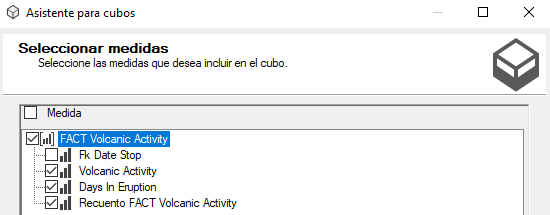 Asistente para cubos
Seleccionar medidas
Seleccione las medidas que desea incluir en el cubo.
Medida
FACT Volcanic Activity
Fk Date Stop
Volcanic Activity
Days In Eruption
Recuento FACT Volcanic Activity